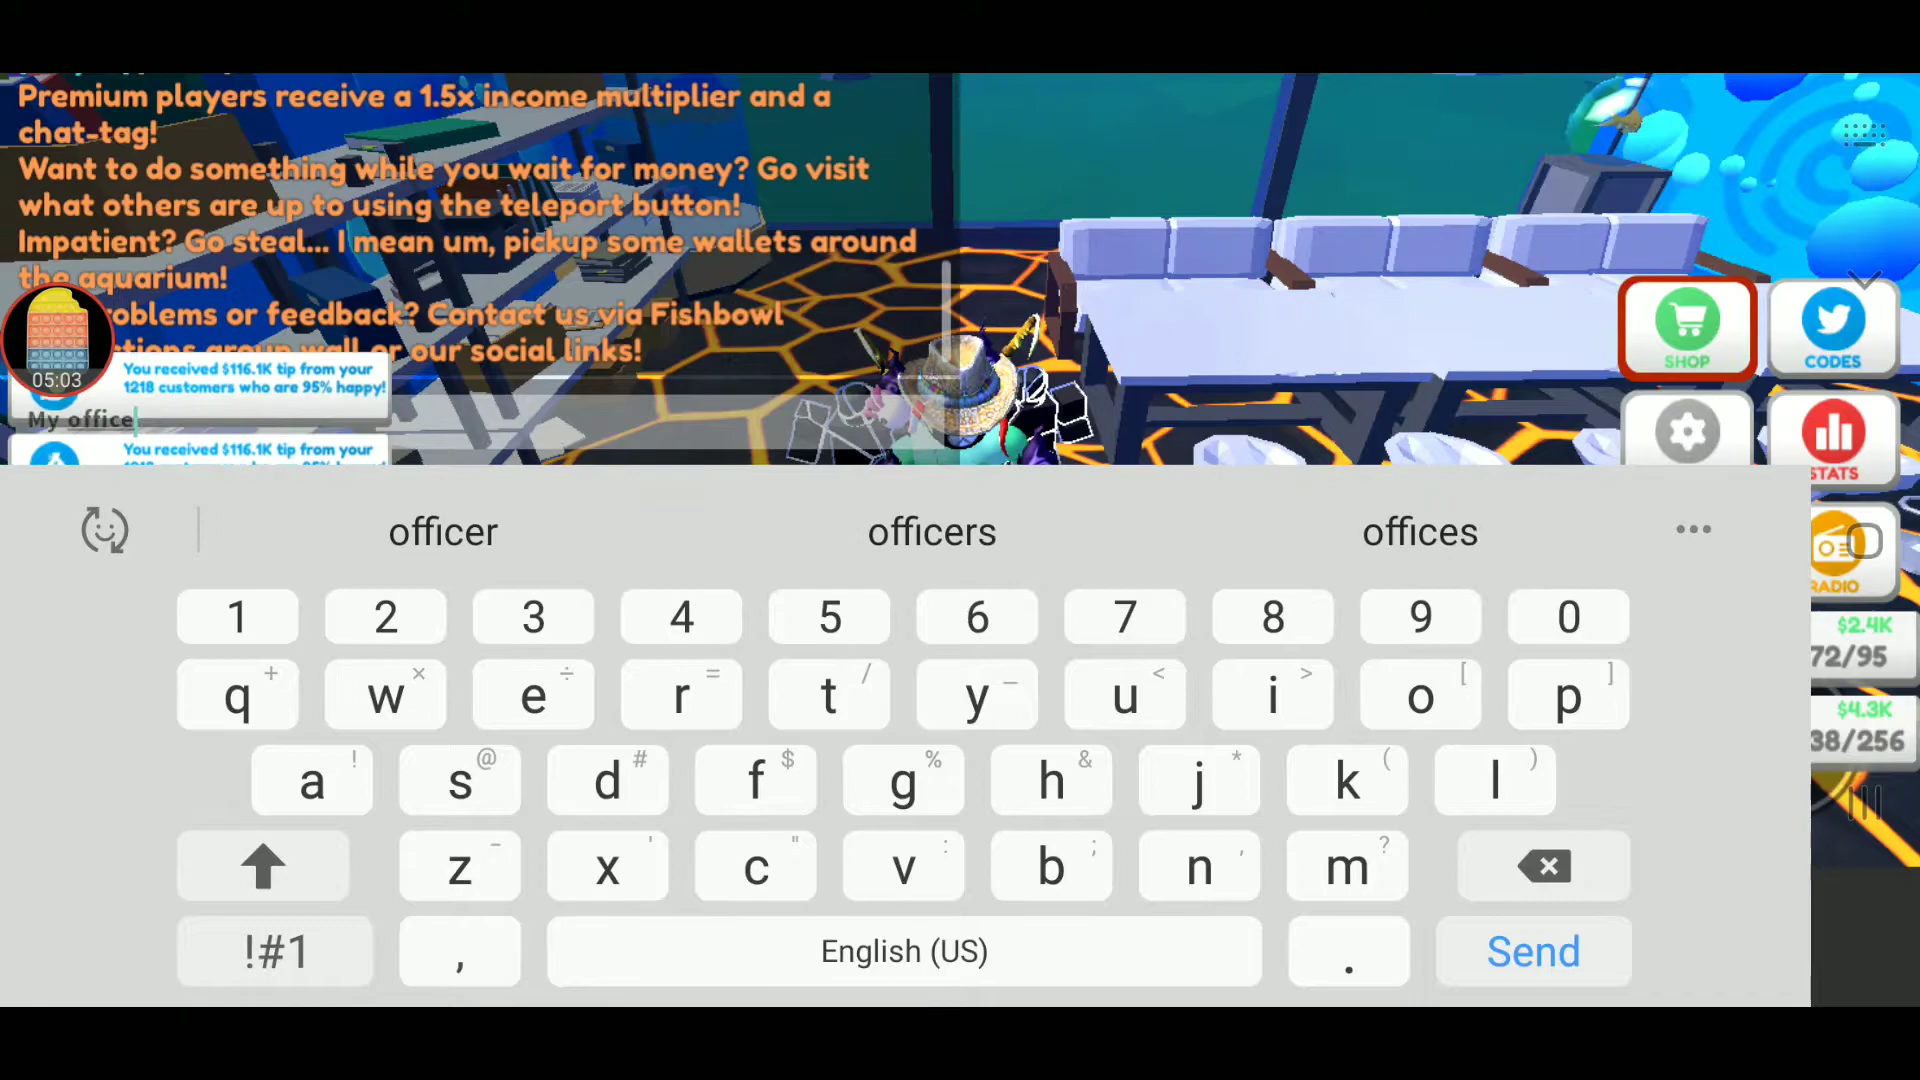 Premium players receive a 1.5x income multiplier and a
chat-tag!
Want to do something while you wait for money? Go visit
what others are up to using the teleport button!
Impatient? Go steal... I mean um, pickup some wallets around
the aquarium!
roblems or feedback? Contact us via Fishbowl
tions group wall or our social links!
05:03
You received $116.1K tip from your
1218 customers who are 95% happy!
My office
You received $116.1K tip from your
SHOP
CODES
STATS
RADIO
$2.4K
72/95
$4.3K
38/256
officer officers offices
1 2 3 4 5 6 7 8 9 0
q + w × e ÷ r = t / y _ u < i > o [ p ]
a ! s @ d # f $ g % h & j * k ( l )
z - x ' c " v : b ; n , m ?
!#1 , English (US) . Send